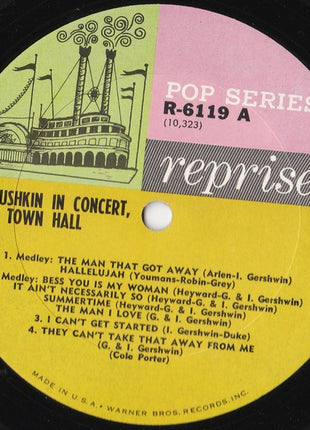 POP SERIES
R-6119 A
(10,323)
reprise
USHKIN IN CONCERT,
TOWN HALL
1. Medley: THE MAN THAT GOT AWAY (Arlen-I. Gershwin)
HALLELUJAH (Youmans-Robin-Grey)
Medley: BESS YOU IS MY WOMAN (Heyward-G. & I. Gershwin)
IT AIN'T NECESSARILY SO (Heyward-G. & I. Gershwin)
SUMMERTIME (Heyward-G. & I. Gershwin)
THE MAN I LOVE (G. & I. Gershwin)
3. I CAN'T GET STARTED (I. Gershwin-Duke)
4. THEY CAN'T TAKE THAT AWAY FROM ME
(G. & I. Gershwin)
(Cole Porter)
MADE IN U.S.A. • WARNER BROS. RECORDS, INC.